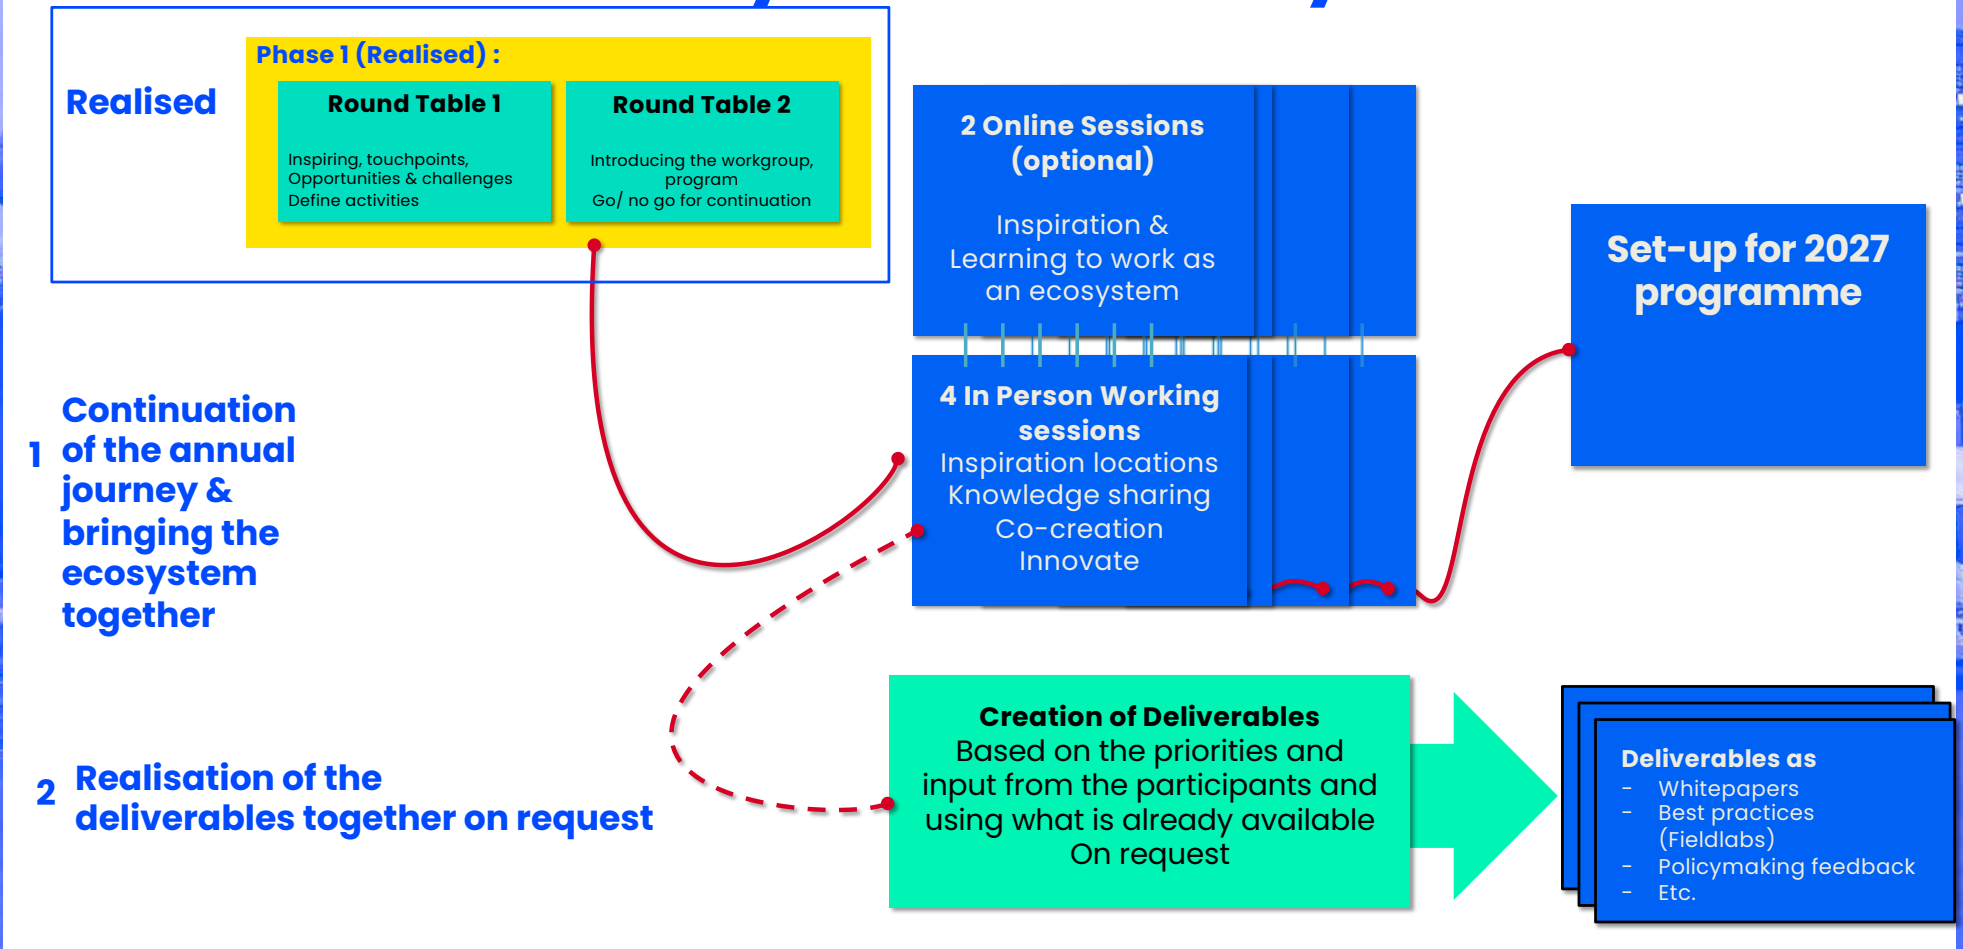 Realised
Phase 1 (Realised) :
Round Table 1
Inspiring, touchpoints,
Opportunities & challenges
Define activities
Round Table 2
Introducing the workgroup,
program
Go/ no go for continuation
2 Online Sessions
(optional)
Inspiration &
Learning to work as
an ecosystem
Set-up for 2027
programme
1
Continuation
of the annual
journey &
bringing the
ecosystem
together
4 In Person Working
sessions
Inspiration locations
Knowledge sharing
Co-creation
Innovate
2
Realisation of the
deliverables together on request
Creation of Deliverables
Based on the priorities and
input from the participants and
using what is already available
On request
Deliverables as
- Whitepapers
- Best practices
(Fieldlabs)
- Policymaking feedback
- Etc.